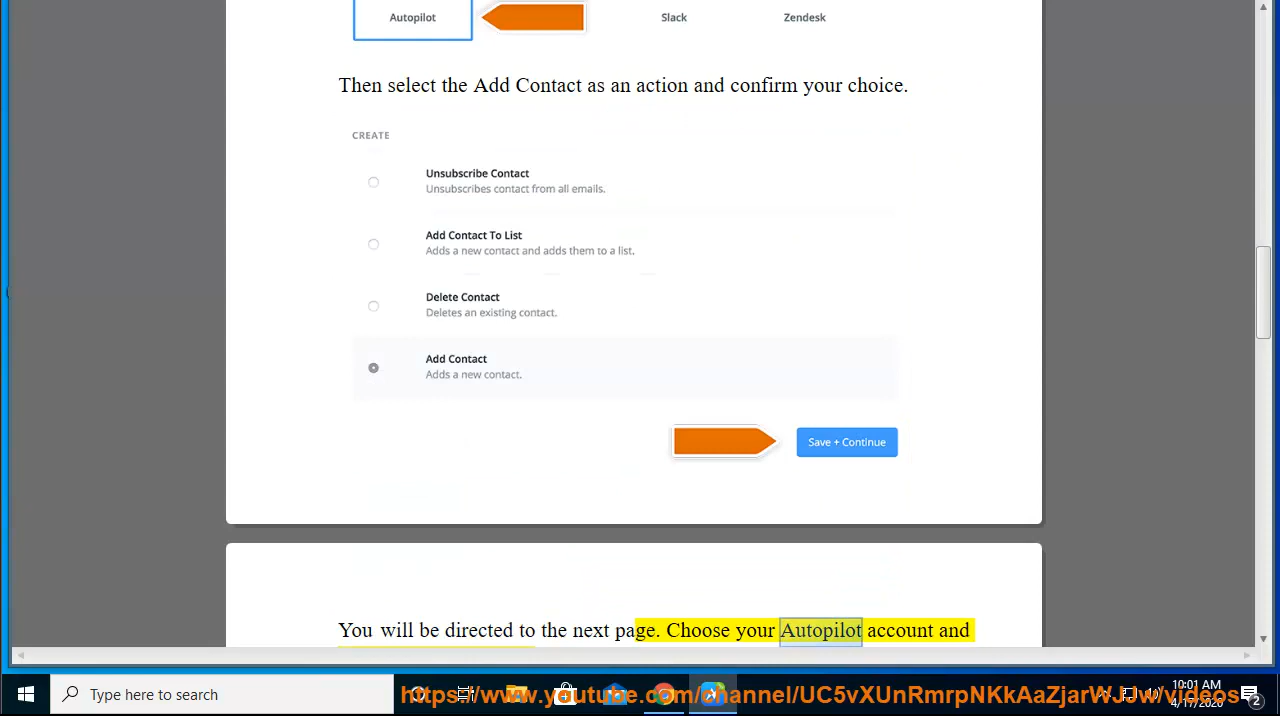 Autopilot Slack Zendesk
Then select the Add Contact as an action and confirm your choice.
CREATE
Unsubscribe Contact
Unsubscribes contact from all emails.
Add Contact To List
Adds a new contact and adds them to a list.
Delete Contact
Deletes an existing contact.
Add Contact
Adds a new contact.
Save + Continue
You will be directed to the next page. Choose your Autopilot account and
Type here to search
https://www.youtube.com/channel/UC5vXUnRmrpNKkAaZjarWJJw/videos
10:01 AM
4/17/2020
2